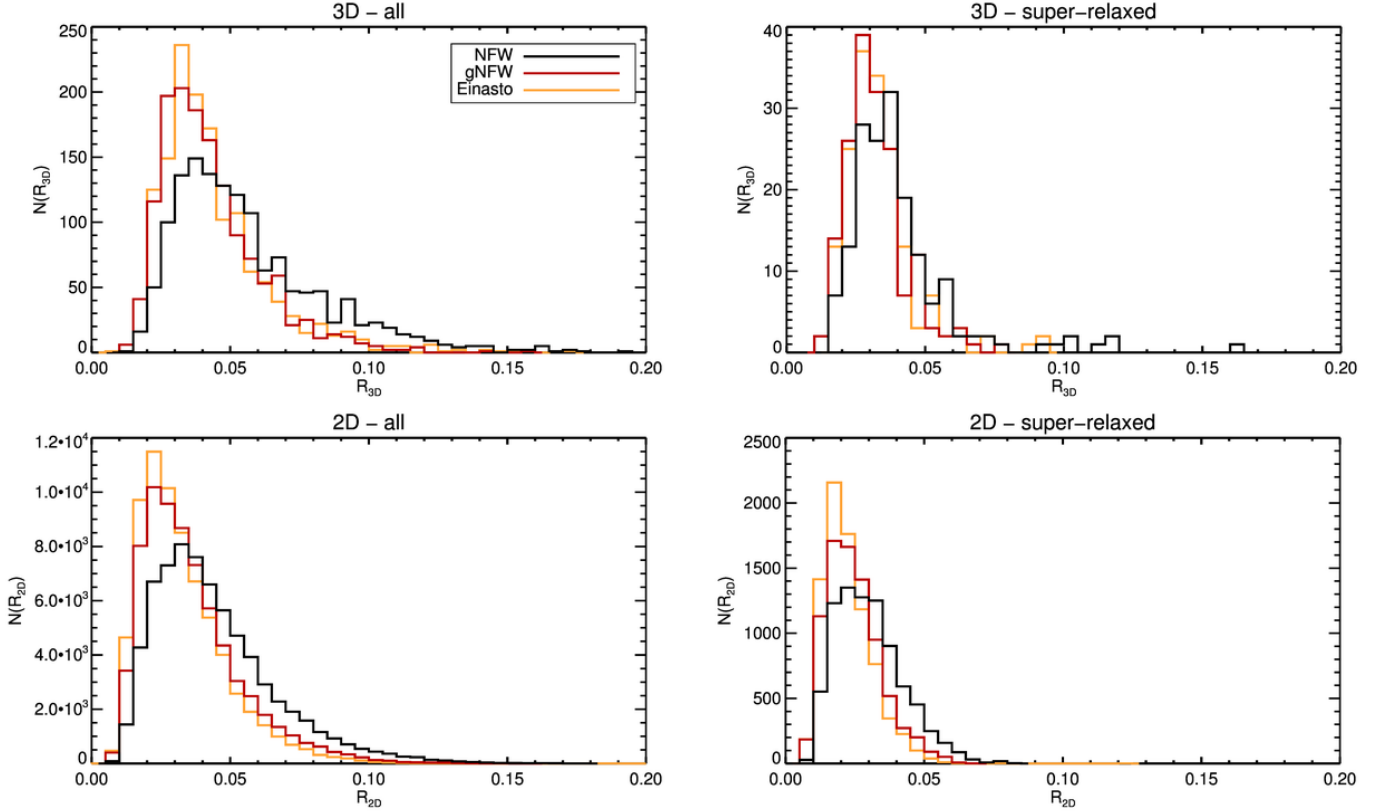 3D – all
250
200
150
100
50
0
N(R3D)
NFW
gNFW
Einasto
0.00 0.05 0.10 0.15 0.20
R3D
3D – super–relaxed
40
30
20
10
0
N(R3D)
0.00 0.05 0.10 0.15 0.20
R3D
2D – all
1.2•10⁴
1.0•10⁴
8.0•10³
6.0•10³
4.0•10³
2.0•10³
0
N(R2D)
0.00 0.05 0.10 0.15 0.20
R2D
2D – super–relaxed
2500
2000
1500
1000
500
0
N(R2D)
0.00 0.05 0.10 0.15 0.20
R2D